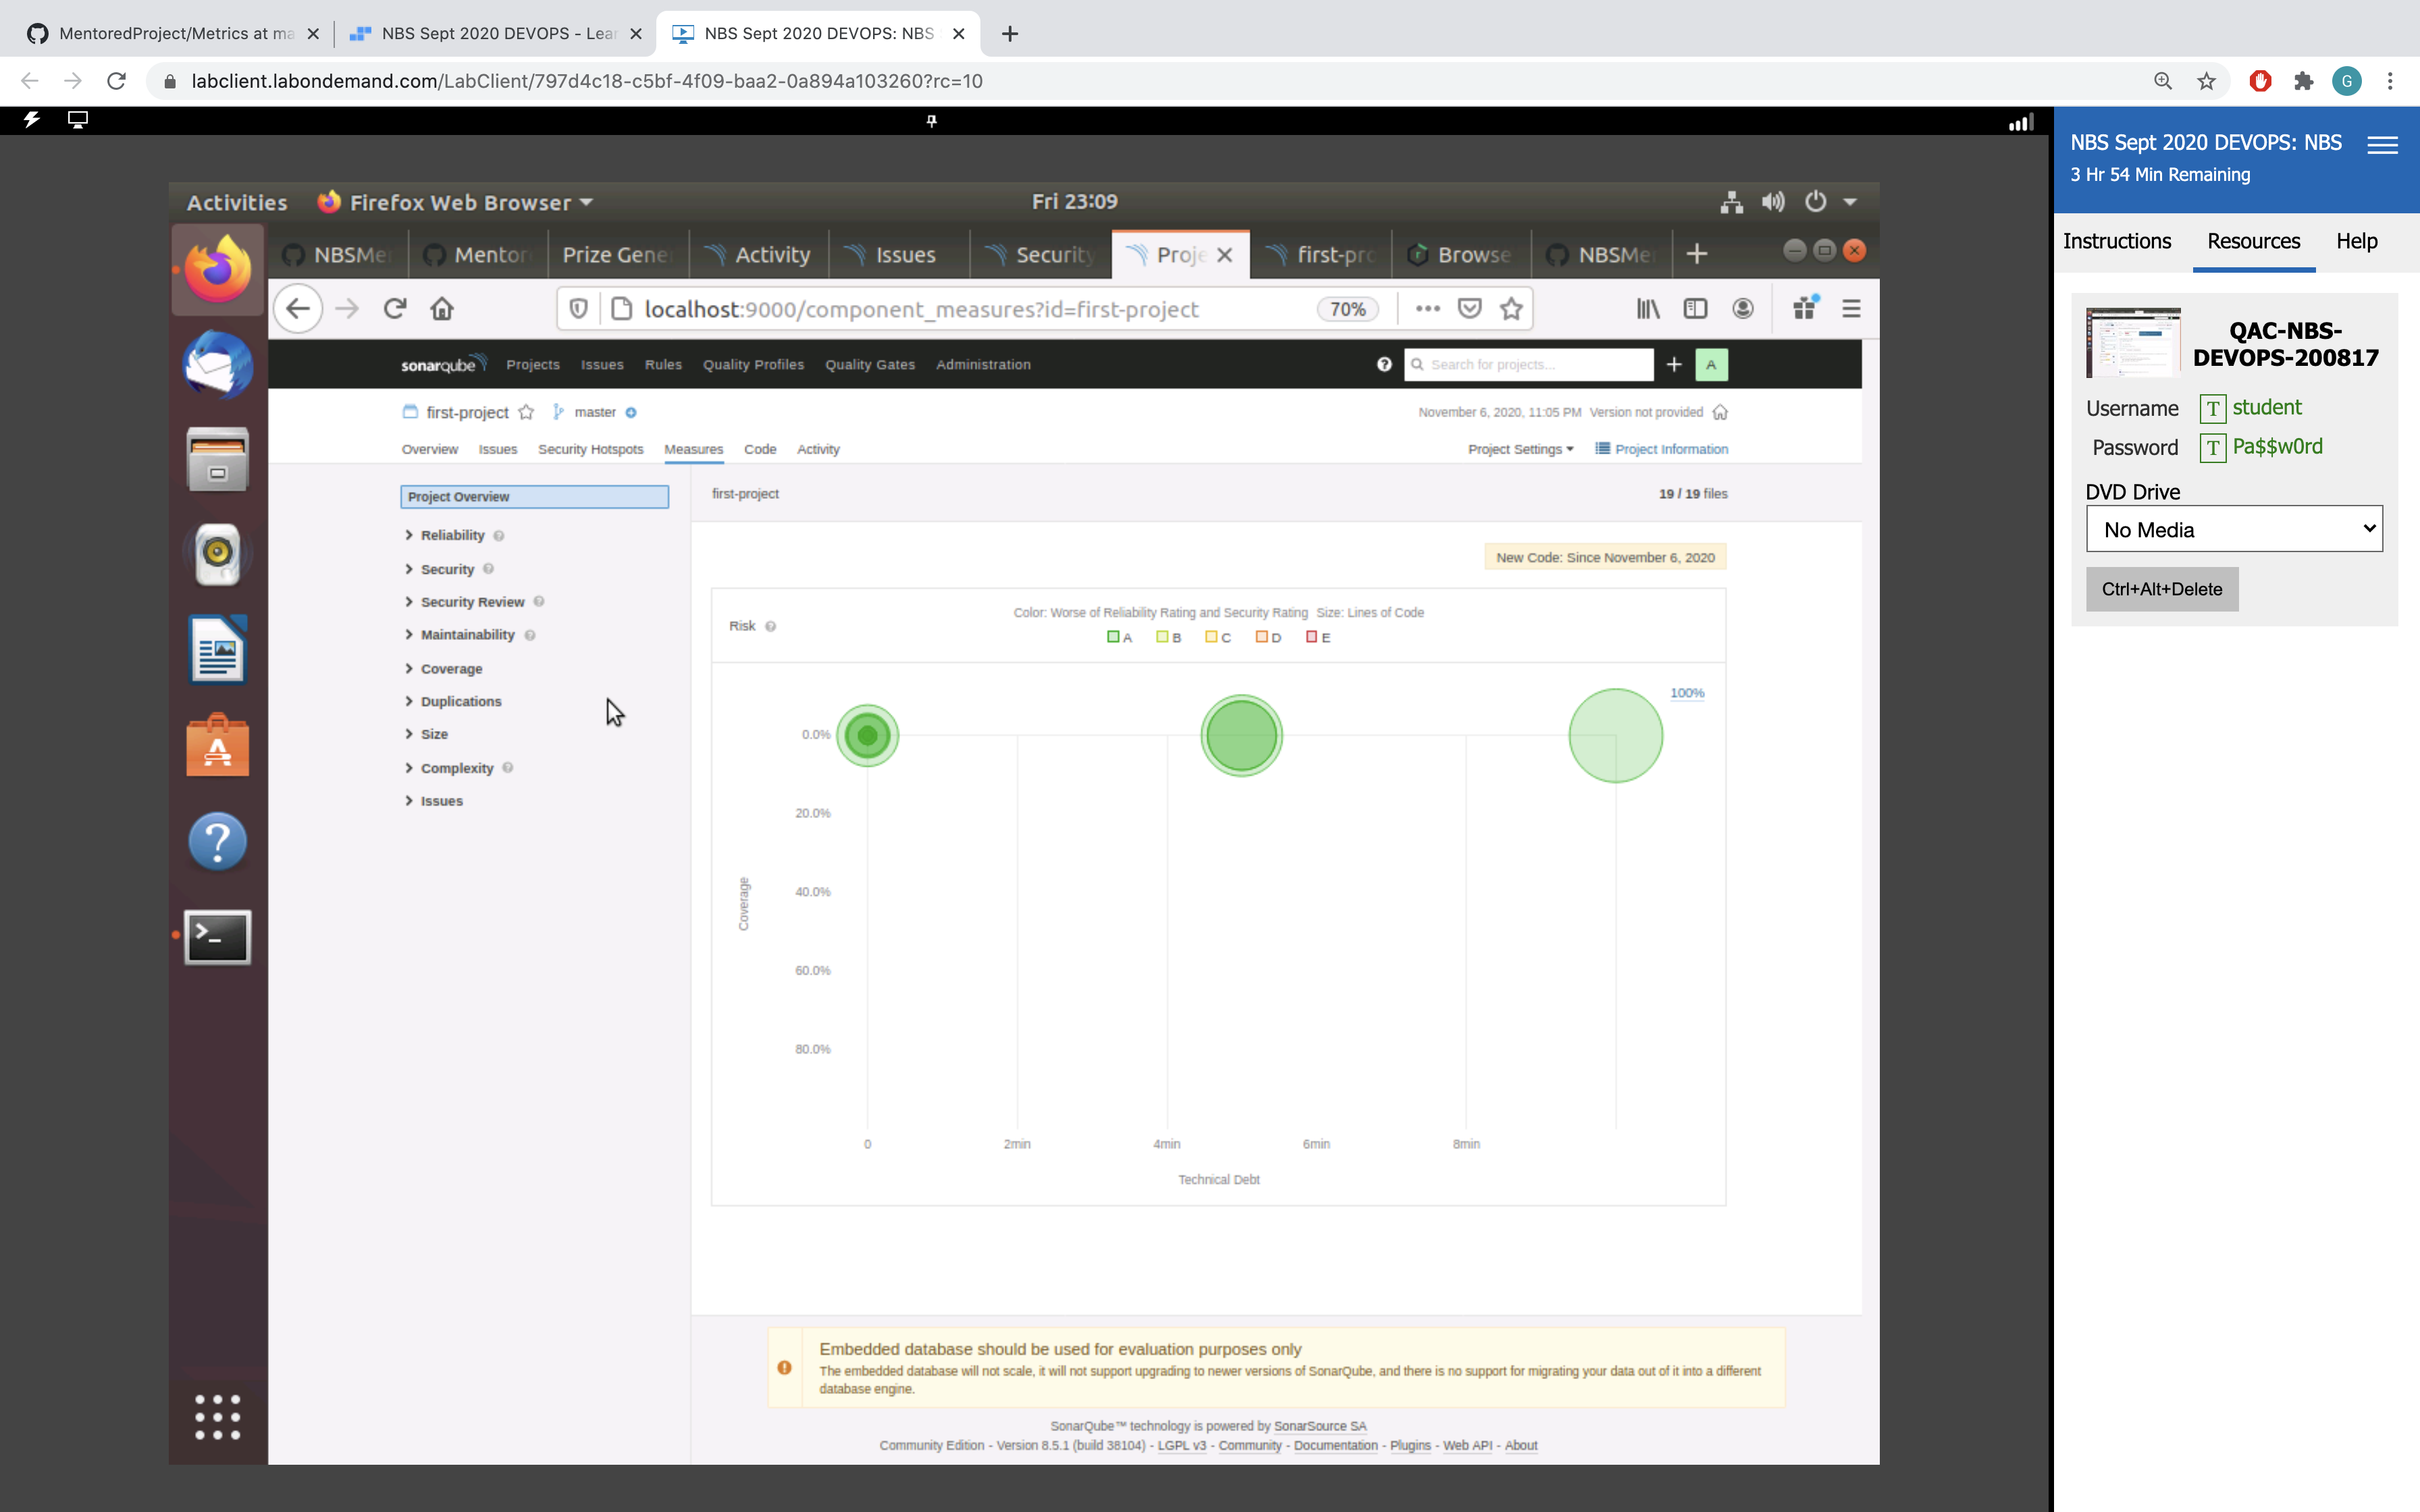 MentoredProject/Metrics at ma
NBS Sept 2020 DEVOPS - Lear
NBS Sept 2020 DEVOPS: NBS
labclient.labondemand.com/LabClient/797d4c18-c5bf-4f09-baa2-0a894a103260?rc=10
G
NBS Sept 2020 DEVOPS: NBS
3 Hr 54 Min Remaining
Instructions Resources Help
QAC-NBS-
DEVOPS-200817
Username T student
Password T Pa$$w0rd
DVD Drive
No Media
Ctrl+Alt+Delete
Activities Firefox Web Browser Fri 23:09
NBSMe Mentor Prize Gene Activity Issues Security Proje first-pro Browse NBSMe
localhost:9000/component_measures?id=first-project 70%
sonarqube Projects Issues Rules Quality Profiles Quality Gates Administration ? Search for projects... A
first-project master November 6, 2020, 11:05 PM Version not provided
Overview Issues Security Hotspots Measures Code Activity Project Settings Project Information
Project Overview
Reliability
Security
Security Review
Maintainability
Coverage
Duplications
Size
Complexity
Issues
first-project 19 / 19 files
New Code: Since November 6, 2020
Risk Color: Worse of Reliability Rating and Security Rating Size: Lines of Code
A B C D E
100%
0.0%
20.0%
40.0%
60.0%
80.0%
Coverage
0 2min 4min 6min 8min
Technical Debt
Embedded database should be used for evaluation purposes only
The embedded database will not scale, it will not support upgrading to newer versions of SonarQube, and there is no support for migrating your data out of it into a different
database engine.
SonarQube™ technology is powered by SonarSource SA
Community Edition - Version 8.5.1 (build 38104) - LGPL v3 - Community - Documentation - Plugins - Web API - About